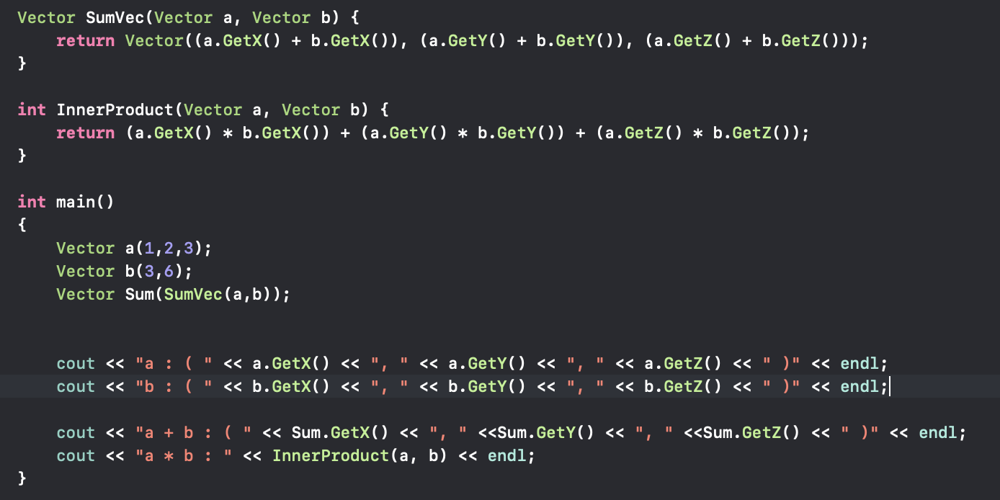 Vector SumVec(Vector a, Vector b) {
    return Vector((a.GetX() + b.GetX()), (a.GetY() + b.GetY()), (a.GetZ() + b.GetZ()));
}
int InnerProduct(Vector a, Vector b) {
    return (a.GetX() * b.GetX()) + (a.GetY() * b.GetY()) + (a.GetZ() * b.GetZ());
}
int main()
{
    Vector a(1,2,3);
    Vector b(3,6);
    Vector Sum(SumVec(a,b));
    cout << "a : ( " << a.GetX() << ", " << a.GetY() << ", " << a.GetZ() << " )" << endl;
    cout << "b : ( " << b.GetX() << ", " << b.GetY() << ", " << b.GetZ() << " )" << endl;
    cout << "a + b : ( " << Sum.GetX() << ", " <<Sum.GetY() << ", " <<Sum.GetZ() << " )" << endl;
    cout << "a * b : " << InnerProduct(a, b) << endl;
}